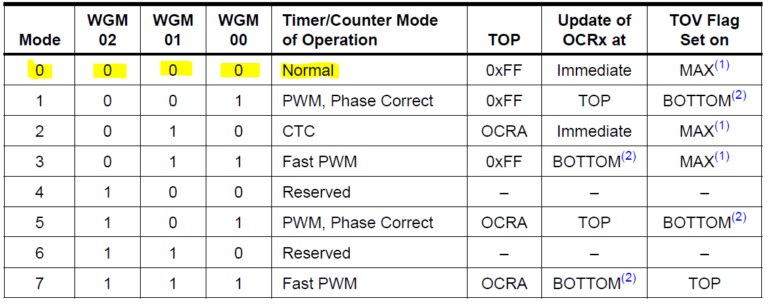 Mode WGM 02 WGM 01 WGM 00 Timer/Counter Mode of Operation TOP Update of OCRx at TOV Flag Set on
0 0 0 0 Normal 0xFF Immediate MAX(1)
1 0 0 1 PWM, Phase Correct 0xFF TOP BOTTOM(2)
2 0 1 0 CTC OCRA Immediate MAX(1)
3 0 1 1 Fast PWM 0xFF BOTTOM(2) MAX(1)
4 1 0 0 Reserved – – –
5 1 0 1 PWM, Phase Correct OCRA TOP BOTTOM(2)
6 1 1 0 Reserved – – –
7 1 1 1 Fast PWM OCRA BOTTOM(2) TOP